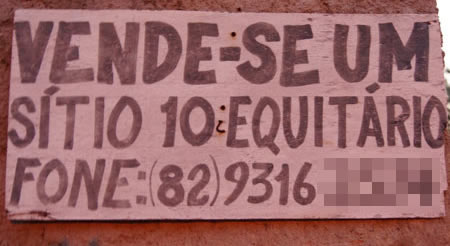 VENDE-SE UM
SÍTIO 10 EQUITÁRIO
FONE:(82)9316